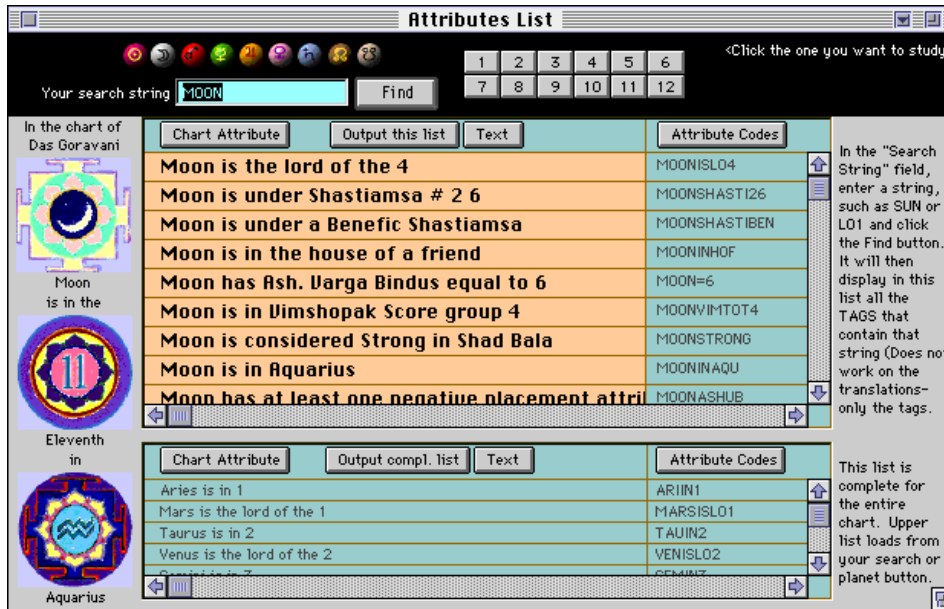 Attributes List
<Click the one you want to study
1 2 3 4 5 6
7 8 9 10 11 12
Your search string MOON Find
In the chart of
Das Goravani
Moon
is in the
11
Eleventh
in
Aquarius
Chart Attribute Output this list Text Attribute Codes
Moon is the lord of the 4 MOONISLO4
Moon is under Shastiamsa # 2 6 MOONSHASTI26
Moon is under a Benefic Shastiamsa MOONSHASTIBEN
Moon is in the house of a friend MOONINHOF
Moon has Ash. Varga Bindus equal to 6 MOON=6
Moon is in Vimshopak Score group 4 MOONVIMTOT4
Moon is considered Strong in Shad Bala MOONSTRONG
Moon is in Aquarius MOONINAQU
Moon has at least one negative placement attri MOONASHUB
In the "Search
String" field,
enter a string,
such as SUN or
LO1 and click
the Find button.
It will then
display in this
list all the
TAGS that
contain that
string (Does not
work on the
translations-
only the tags.
Chart Attribute Output compl. list Text Attribute Codes
Aries is in 1 ARIIN1
Mars is the lord of the 1 MARSISLO1
Taurus is in 2 TAUIN2
Venus is the lord of the 2 VENISLO2
This list is
complete for
the entire
chart. Upper
list loads from
your search or
planet button.